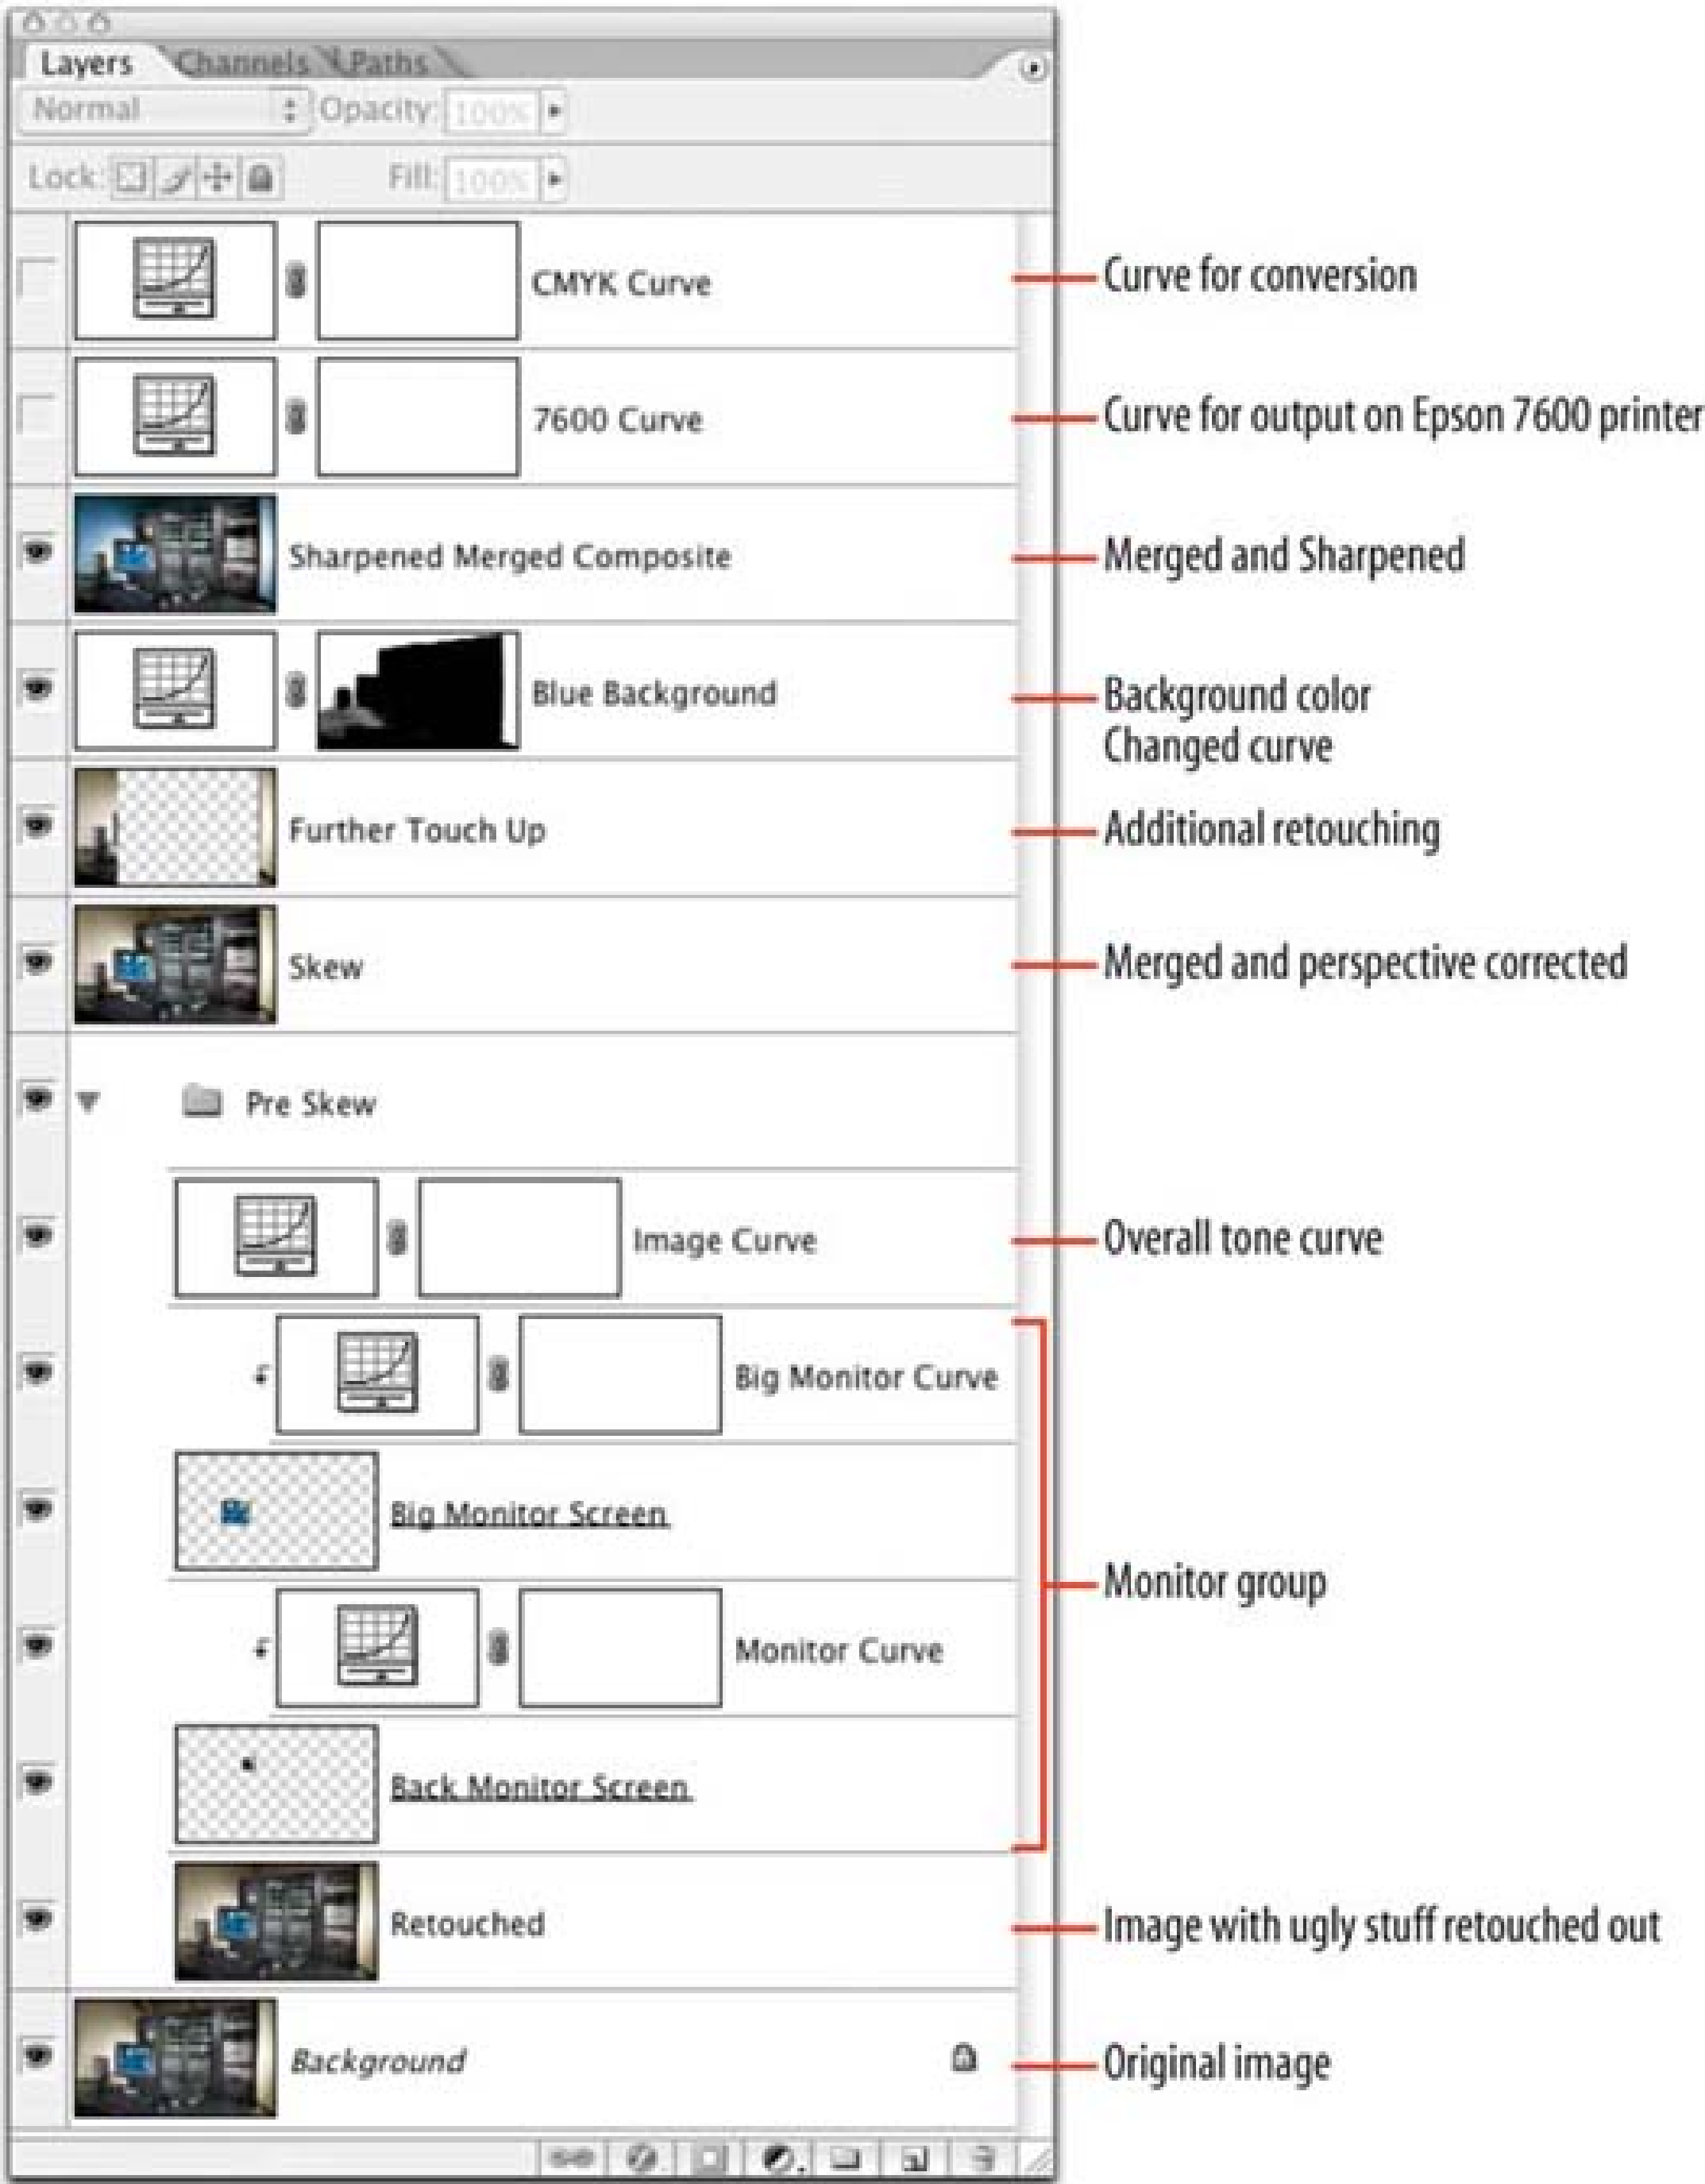 Layers Channels Paths
Normal Opacity: 100%
Lock: Fill: 100%
CMYK Curve
Curve for conversion
7600 Curve
Curve for output on Epson 7600 printer
Sharpened Merged Composite
Merged and Sharpened
Blue Background
Background color
Changed curve
Further Touch Up
Additional retouching
Skew
Merged and perspective corrected
Pre Skew
Image Curve
Overall tone curve
Big Monitor Curve
Big Monitor Screen
Monitor group
Monitor Curve
Back Monitor Screen
Retouched
Image with ugly stuff retouched out
Background
Original image